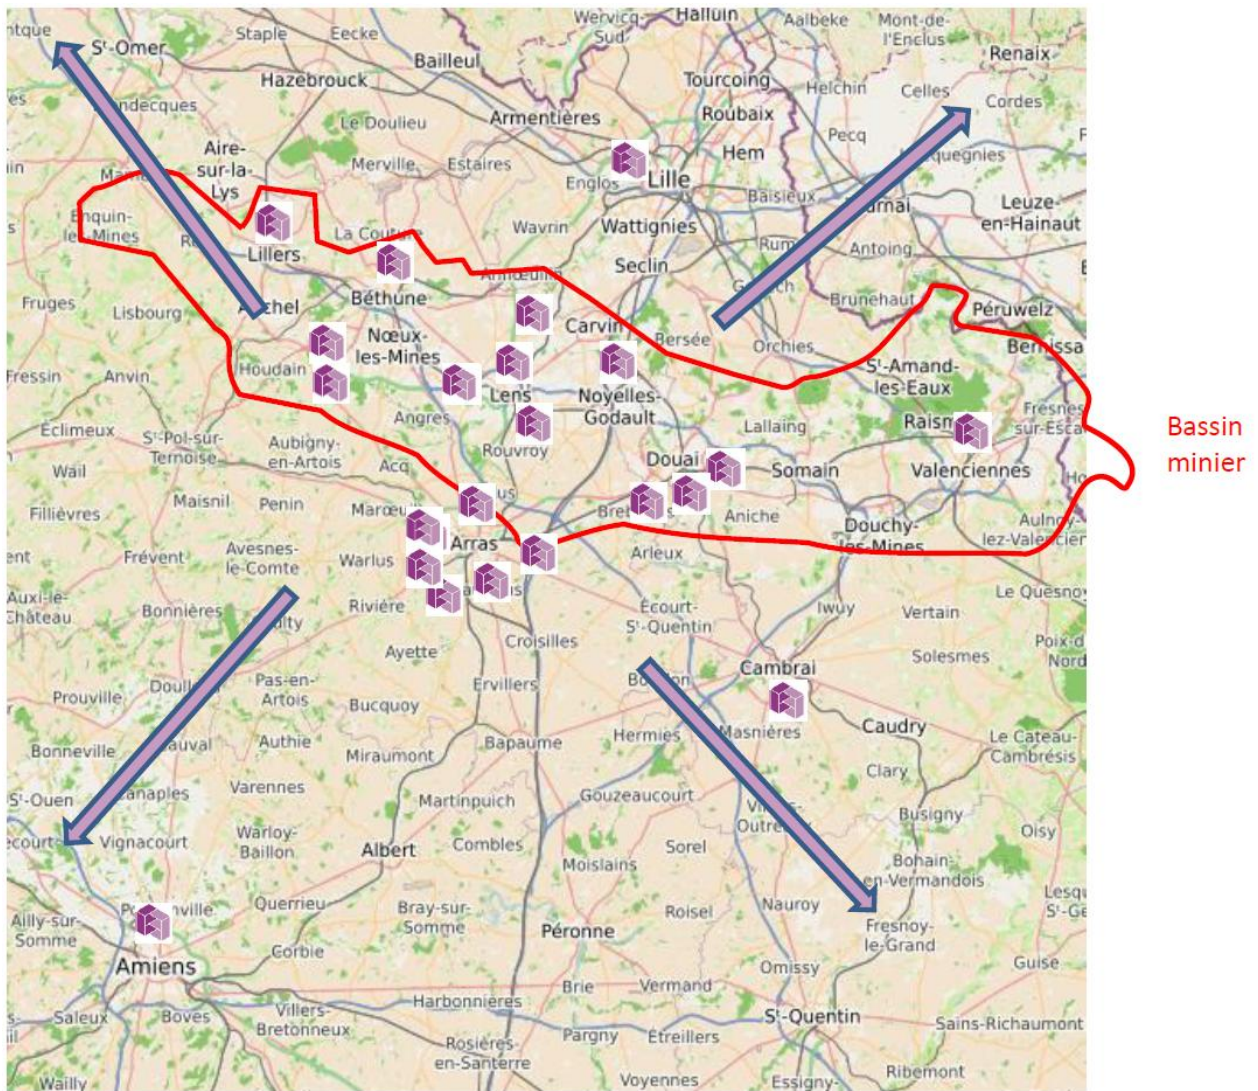 Wervicq-
Sud
Halluin
Aalbeke
Mont-de-
l'Enclus
Sᵗ-Omer
Staple
Eecke
Bailleul
Renaix
Hazebrouck
Tourcoing
Helchin
Celles
Cordes
Armentières
Roubaix
Le Doulieu
Pecq
Aire-
sur-la-
Lys
Merville
Estaires
Hem
Englos
Lille
Baisieux
Leuze-
en-Hainaut
Wavrin
Wattignies
La Couture
Lillers
Antoing
Seclin
Béthune
Brunehaut
Péruwelz
Fruges
Lisbourg
Carvin
Bersée
Nœux-
les-Mines
Orchies
Houdain
Sᵗ-Amand-
les-Eaux
Fressin
Anvin
Lens
Noyelles-
Godault
Angres
Lallaing
Bassin
minier
Éclimeux
Sᵗ-Pol-sur-
Ternoise
Aubigny-
en-Artois
Rouvroy
Acq
Douai
Somain
Valenciennes
Wail
Maisnil
Penin
Fillièvres
Aniche
Douchy-
les-Mines
Frévent
Avesnes-
le-Comte
Warlus
Arras
Arleux
Auxi-le-
Château
Bonnières
Rivière
Écourt-
Sᵗ-Quentin
Iwuy
Vertain
Le Quesnoy
Croisilles
Ayette
Cambrai
Solesmes
Prouville
Pas-en-
Artois
Ervillers
Bucquoy
Masnières
Caudry
Bonneville
Authie
Miraumont
Bapaume
Hermies
Le Cateau-
Cambrésis
Clary
Sᵗ-Ouen
Varennes
Martinpuich
Gouzeaucourt
Busigny
Oisy
Vignacourt
Warloy-
Baillon
Albert
Combles
Sorel
Moislains
Bohain-
en-Vermandois
Querrieu
Bray-sur-
Somme
Roisel
Nauroy
Ailly-sur-
Somme
Péronne
Fresnoy-
le-Grand
Corbie
Amiens
Omissy
Guise
Brie
Vermand
Harbonnières
Saleux
Boves
Villers-
Bretonneux
Sᵗ-Quentin
Sains-Richaumont
Pargny
Étreillers
Rosières-
en-Santerre
Ribemont
Wailly
Voyennes
Essigny-